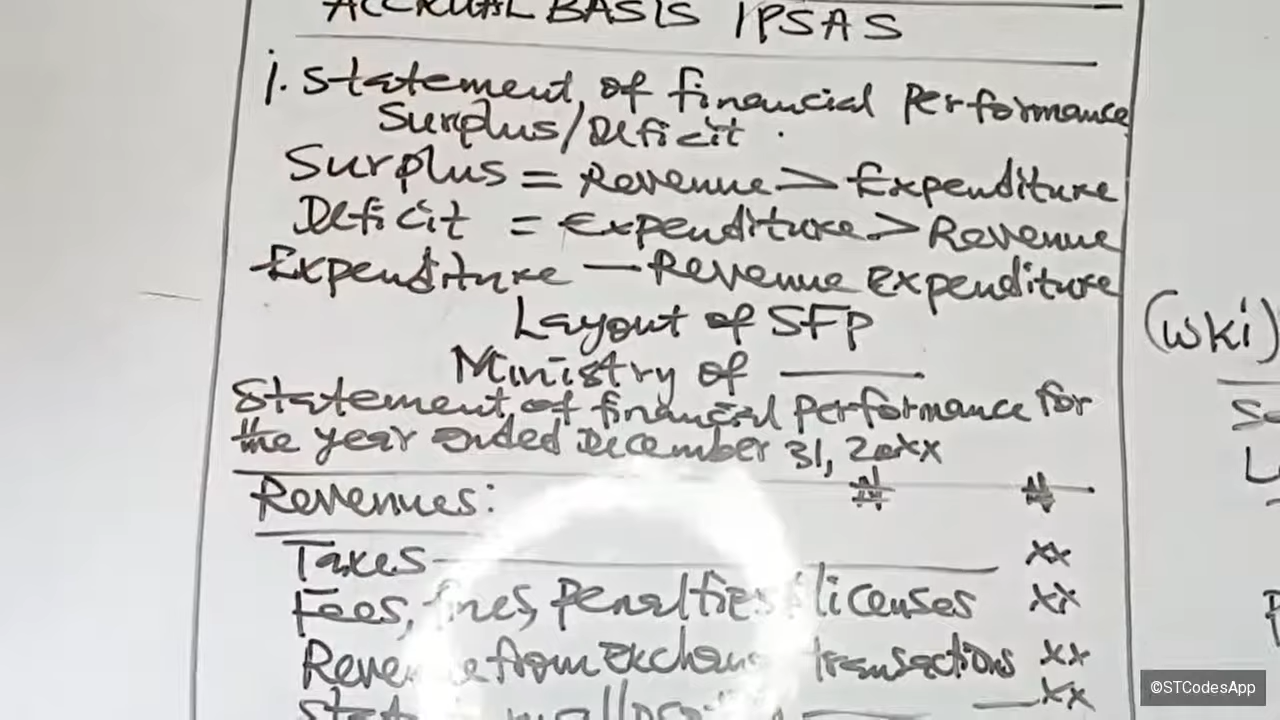 ACCRUAL BASIS IPSAS
i. Statement of financial Performance
Surplus/Deficit.
Surplus = Revenue > Expenditure
Deficit = Expenditure > Revenue
Expenditure — Revenue Expenditure
Layout of SFP
Ministry of ______
Statement of financial Performance for
the year ended December 31, 20xx
Revenues: ₦ ₦
Taxes xx
Fees, fines, penalties & licenses xx
Revenue from exchange transactions xx
xx
(wki)
©STCodesApp